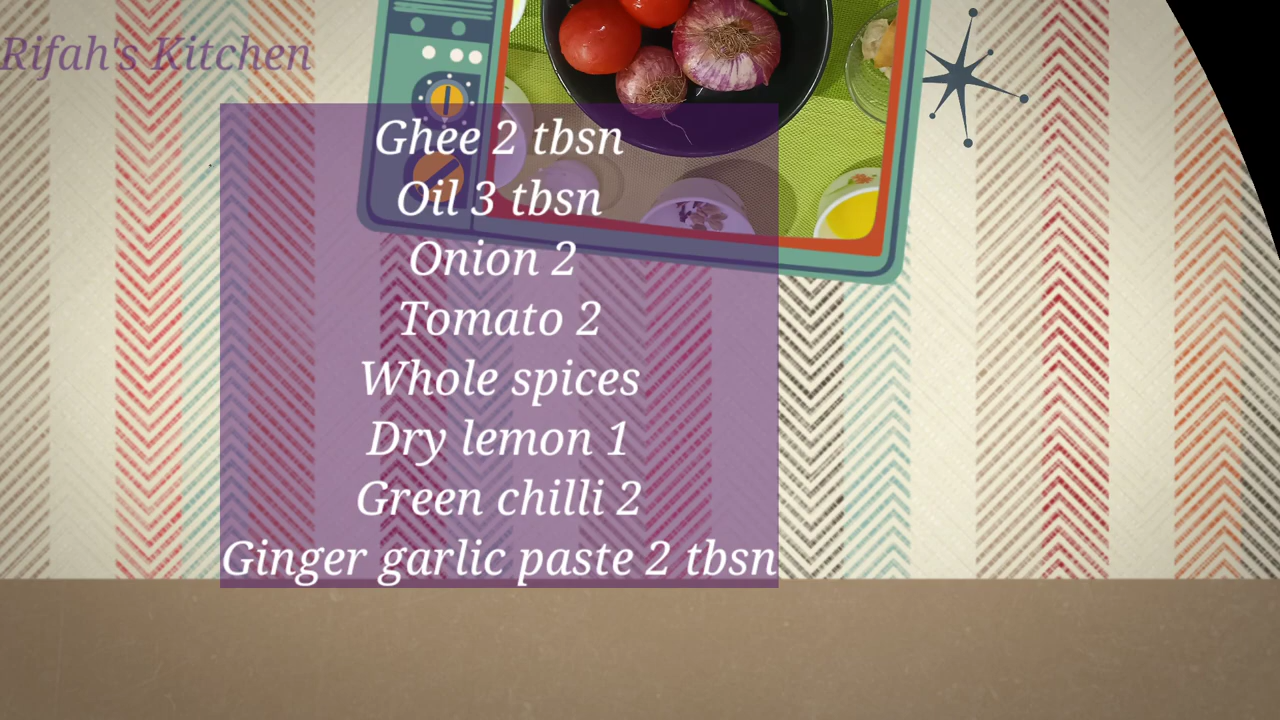 Rifah's Kitchen
Ghee 2 tbsn
Oil 3 tbsn
Onion 2
Tomato 2
Whole spices
Dry lemon 1
Green chilli 2
Ginger garlic paste 2 tbsn